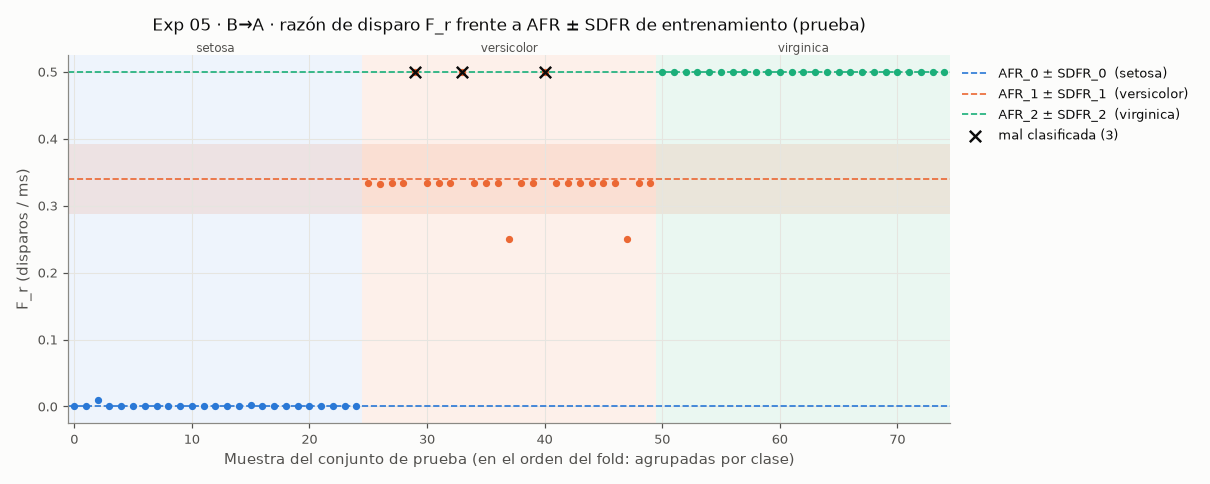 Exp 05 · B→A · razón de disparo F_r frente a AFR ± SDFR de entrenamiento (prueba)
setosa
versicolor
virginica
F_r (disparos / ms)
0.5
0.4
0.3
0.2
0.1
0.0
0
10
20
30
40
50
60
70
Muestra del conjunto de prueba (en el orden del fold: agrupadas por clase)
AFR_0 ± SDFR_0 (setosa)
AFR_1 ± SDFR_1 (versicolor)
AFR_2 ± SDFR_2 (virginica)
mal clasificada (3)